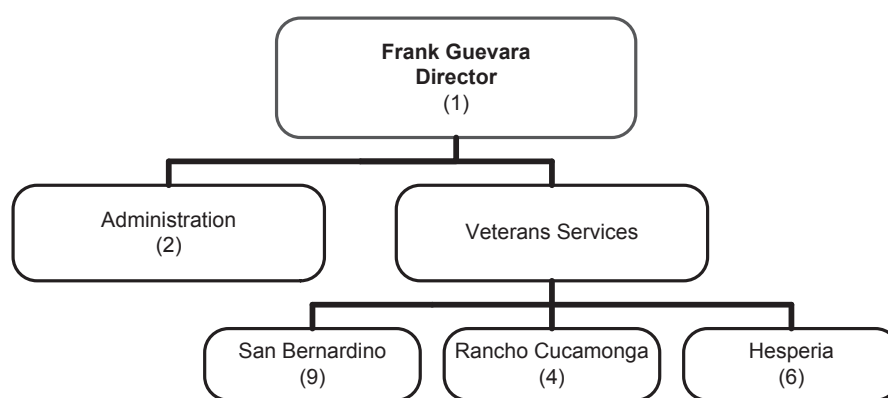 Frank Guevara
Director
(1)
Administration
(2)
Veterans Services
San Bernardino
(9)
Rancho Cucamonga
(4)
Hesperia
(6)